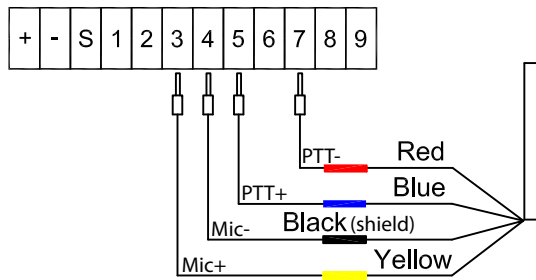 + - S 1 2 3 4 5 6 7 8 9
PTT- Red
PTT+ Blue
Mic- Black (shield)
Mic+ Yellow